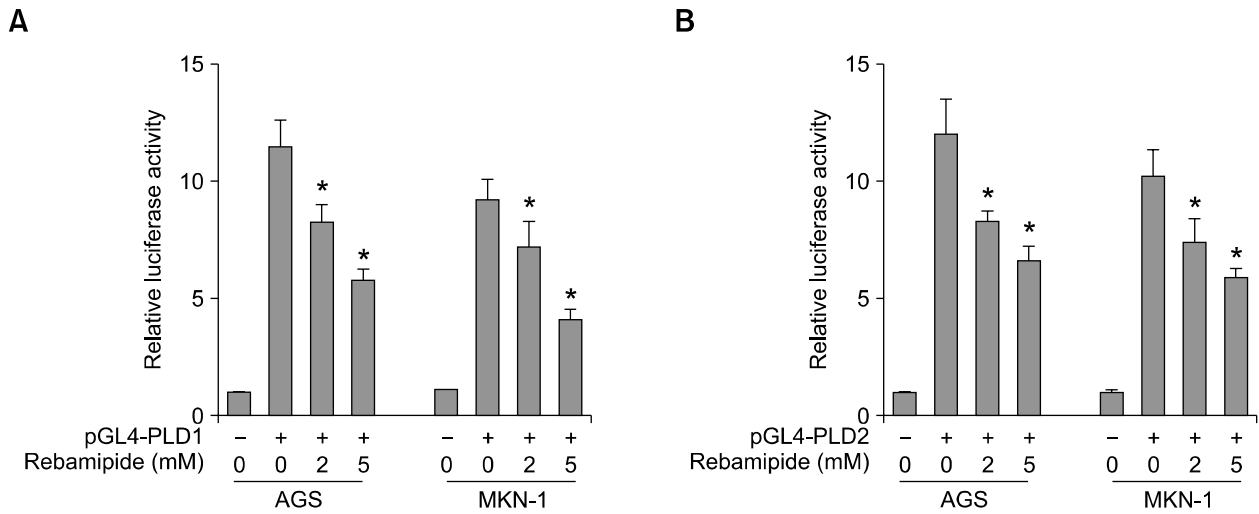 A
Relative luciferase activity
15
10
5
0
* * * *
pGL4-PLD1 – + + + – + + +
Rebamipide (mM) 0 0 2 5 0 0 2 5
AGS MKN-1
B
Relative luciferase activity
15
10
5
0
* * * *
pGL4-PLD2 – + + + – + + +
Rebamipide (mM) 0 0 2 5 0 0 2 5
AGS MKN-1